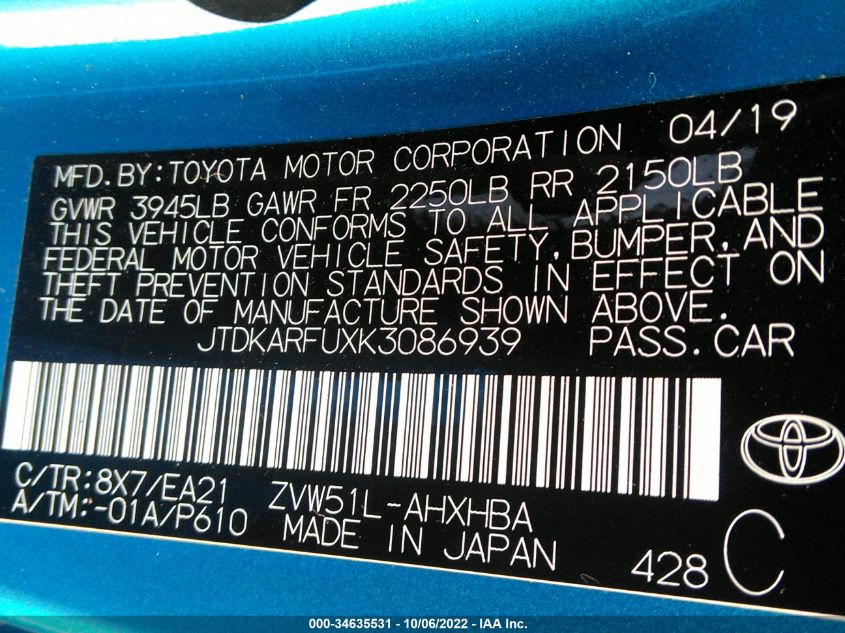 MFD. BY: TOYOTA MOTOR CORPORATION 04/19
GVWR 3945LB GAWR FR 2250LB RR 2150LB
THIS VEHICLE CONFORMS TO ALL APPLICABLE
FEDERAL MOTOR VEHICLE SAFETY, BUMPER, AND
THEFT PREVENTION STANDARDS IN EFFECT ON
THE DATE OF MANUFACTURE SHOWN ABOVE.
JTDKARFUXK3086939 PASS. CAR
C/TR: 8X7/EA21 ZVW51L-AHXHBA
A/TM: -01A/P610 MADE IN JAPAN 428 C
000-34635531 - 10/06/2022 - IAA Inc.